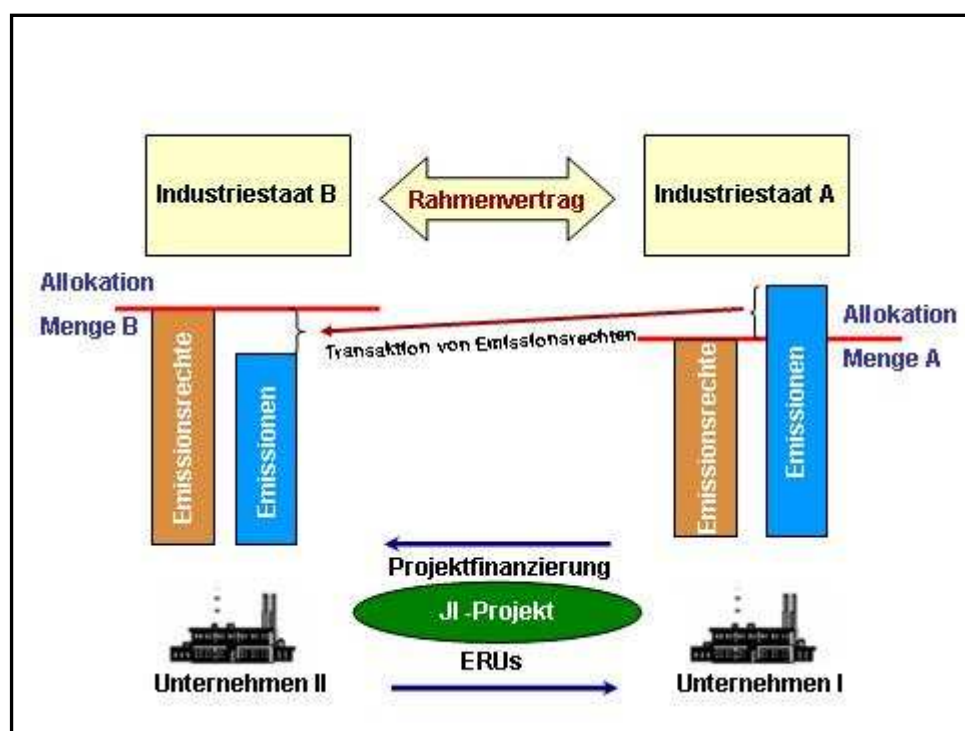 Industriestaat B
Rahmenvertrag
Industriestaat A
Allokation
Menge B
Allokation
Menge A
Transaktion von Emissionsrechten
Emissionsrechte
Emissionen
Emissionsrechte
Emissionen
Projektfinanzierung
JI-Projekt
ERUs
Unternehmen II
Unternehmen I